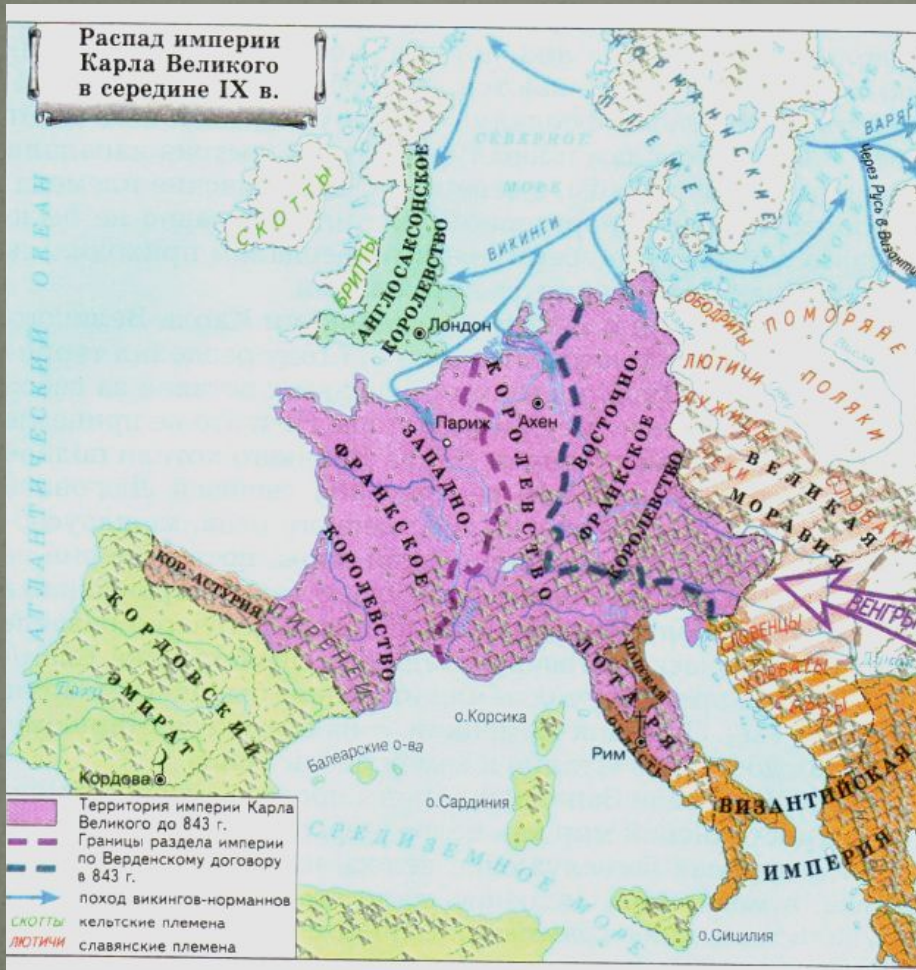 Распад империи
Карла Великого
в середине IX в.
НОРМАННСКИЕ
ПЛЕМЕНА
ВАРЯГ
Через Русь в Византи
СЕВЕРНОЕ
МОРЕ
СКОТТЫ
БРИТТЫ
АНГЛОСАКСОНСКОЕ
КОРОЛЕВСТВО
ВИКИНГИ
Лондон
АТЛАНТИЧЕСКИЙ ОКЕАН
ОБОДРИТЫ
ПОМОРЯНЕ
ЛЮТИЧИ
ПОЛЯКИ
ЛУЖИЦЫ
ЧЕХИ
СЛОВАКИ
ВЕЛИКАЯ
МОРАВИЯ
Париж
Ахен
ЗАПАДНО-
ФРАНКСКОЕ
КОРОЛЕВСТВО
КОРОЛЕВСТВО
ЛОТАРЯ
ВОСТОЧНО-
ФРАНКСКОЕ
КОРОЛЕВСТВО
ВЕНГРЫ
СЛОВЕНЦЫ
ХОРВАТЫ
СЕРБЫ
Дунай
КОР. АСТУРИЯ
ПИРЕНЕИ
КОРДОВСКИЙ
ЭМИРАТ
Кордова
Балеарские о-ва
о.Корсика
о.Сардиния
ПАПСКАЯ
ОБЛАСТЬ
Рим
ВИЗАНТИЙСКАЯ
ИМПЕРИЯ
СРЕДИЗЕМНОЕ МОРЕ
о.Сицилия
Территория империи Карла
Великого до 843 г.
Границы раздела империи
по Верденскому договору
в 843 г.
поход викингов-норманнов
СКОТТЫ кельтские племена
ЛЮТИЧИ славянские племена